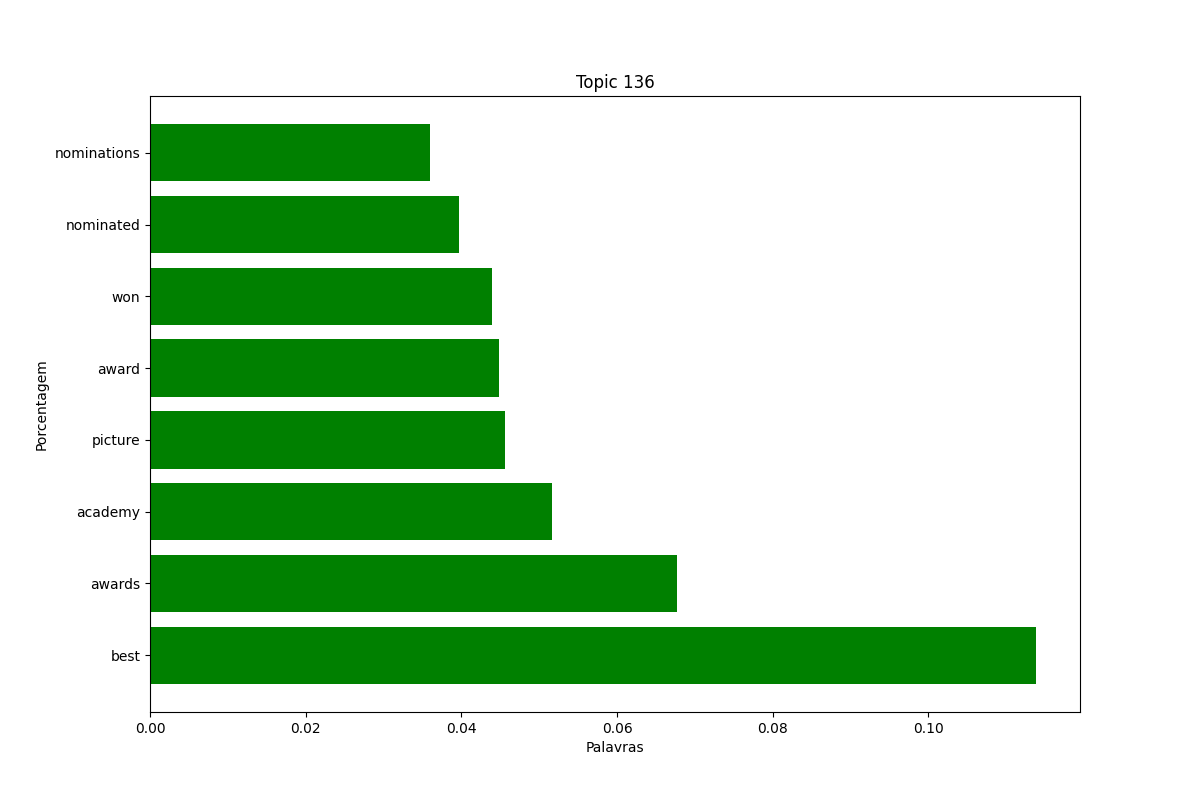 Topic 136
nominations
nominated
won
award
picture
academy
awards
best
Porcentagem
0.00 0.02 0.04 0.06 0.08 0.10
Palavras